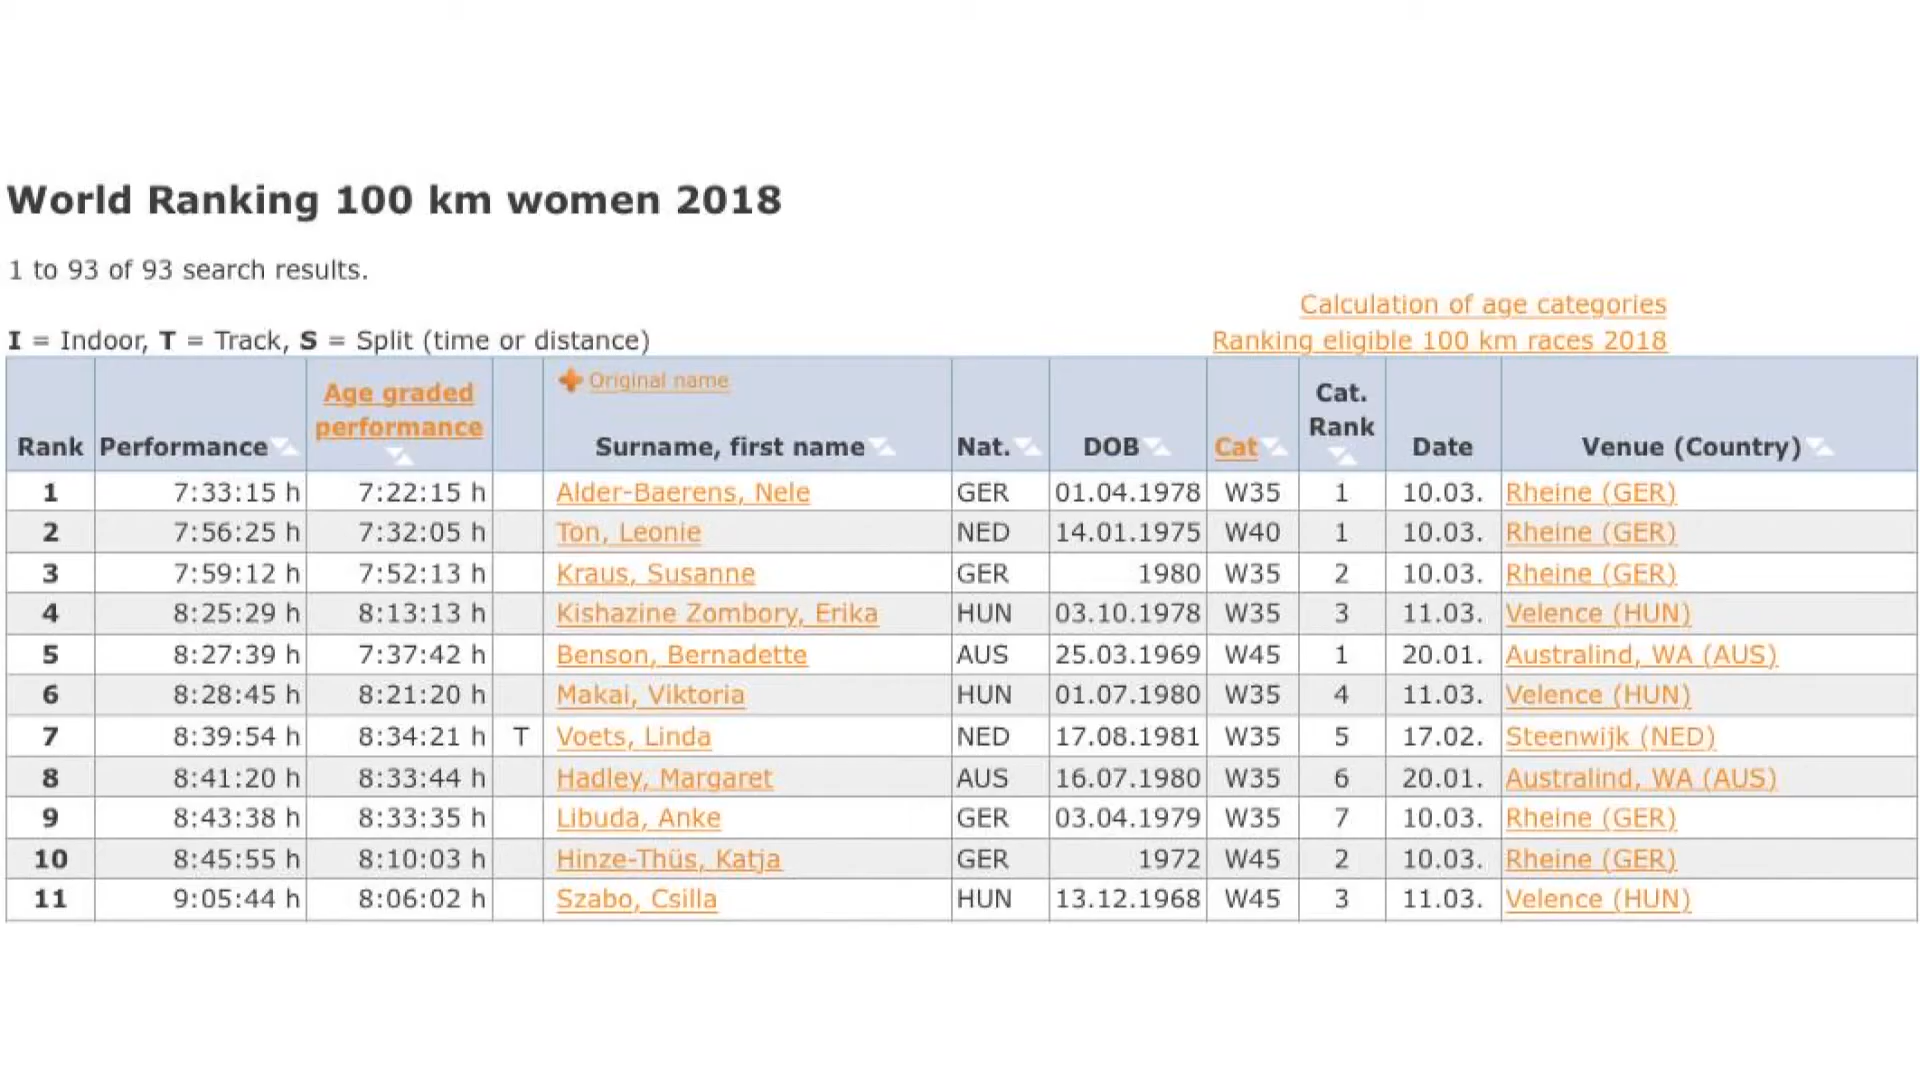 World Ranking 100 km women 2018
1 to 93 of 93 search results.
Calculation of age categories
I = Indoor, T = Track, S = Split (time or distance) Ranking eligible 100 km races 2018
Rank Performance Age graded performance Original name Surname, first name Nat. DOB Cat Cat. Rank Date Venue (Country)
1 7:33:15 h 7:22:15 h Alder-Baerens, Nele GER 01.04.1978 W35 1 10.03. Rheine (GER)
2 7:56:25 h 7:32:05 h Ton, Leonie NED 14.01.1975 W40 1 10.03. Rheine (GER)
3 7:59:12 h 7:52:13 h Kraus, Susanne GER 1980 W35 2 10.03. Rheine (GER)
4 8:25:29 h 8:13:13 h Kishazine Zombory, Erika HUN 03.10.1978 W35 3 11.03. Velence (HUN)
5 8:27:39 h 7:37:42 h Benson, Bernadette AUS 25.03.1969 W45 1 20.01. Australind, WA (AUS)
6 8:28:45 h 8:21:20 h Makai, Viktoria HUN 01.07.1980 W35 4 11.03. Velence (HUN)
7 8:39:54 h 8:34:21 h T Voets, Linda NED 17.08.1981 W35 5 17.02. Steenwijk (NED)
8 8:41:20 h 8:33:44 h Hadley, Margaret AUS 16.07.1980 W35 6 20.01. Australind, WA (AUS)
9 8:43:38 h 8:33:35 h Libuda, Anke GER 03.04.1979 W35 7 10.03. Rheine (GER)
10 8:45:55 h 8:10:03 h Hinze-Thüs, Katja GER 1972 W45 2 10.03. Rheine (GER)
11 9:05:44 h 8:06:02 h Szabo, Csilla HUN 13.12.1968 W45 3 11.03. Velence (HUN)